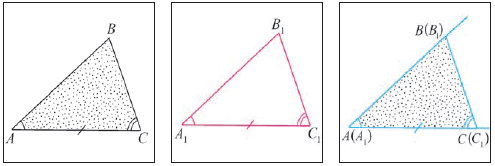 B
A C
B₁
A₁ C₁
B(B₁)
A(A₁) C(C₁)